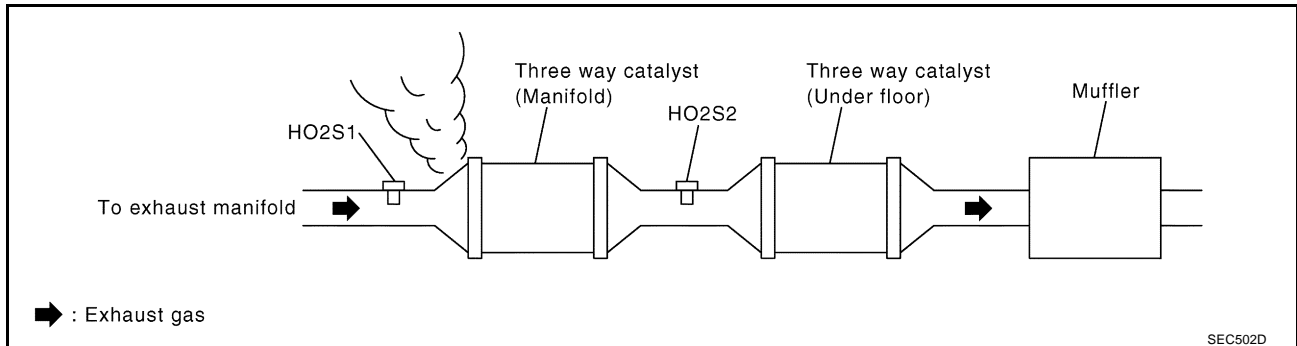 Three way catalyst
(Manifold)
Three way catalyst
(Under floor)
Muffler
HO2S1
HO2S2
To exhaust manifold
: Exhaust gas
SEC502D